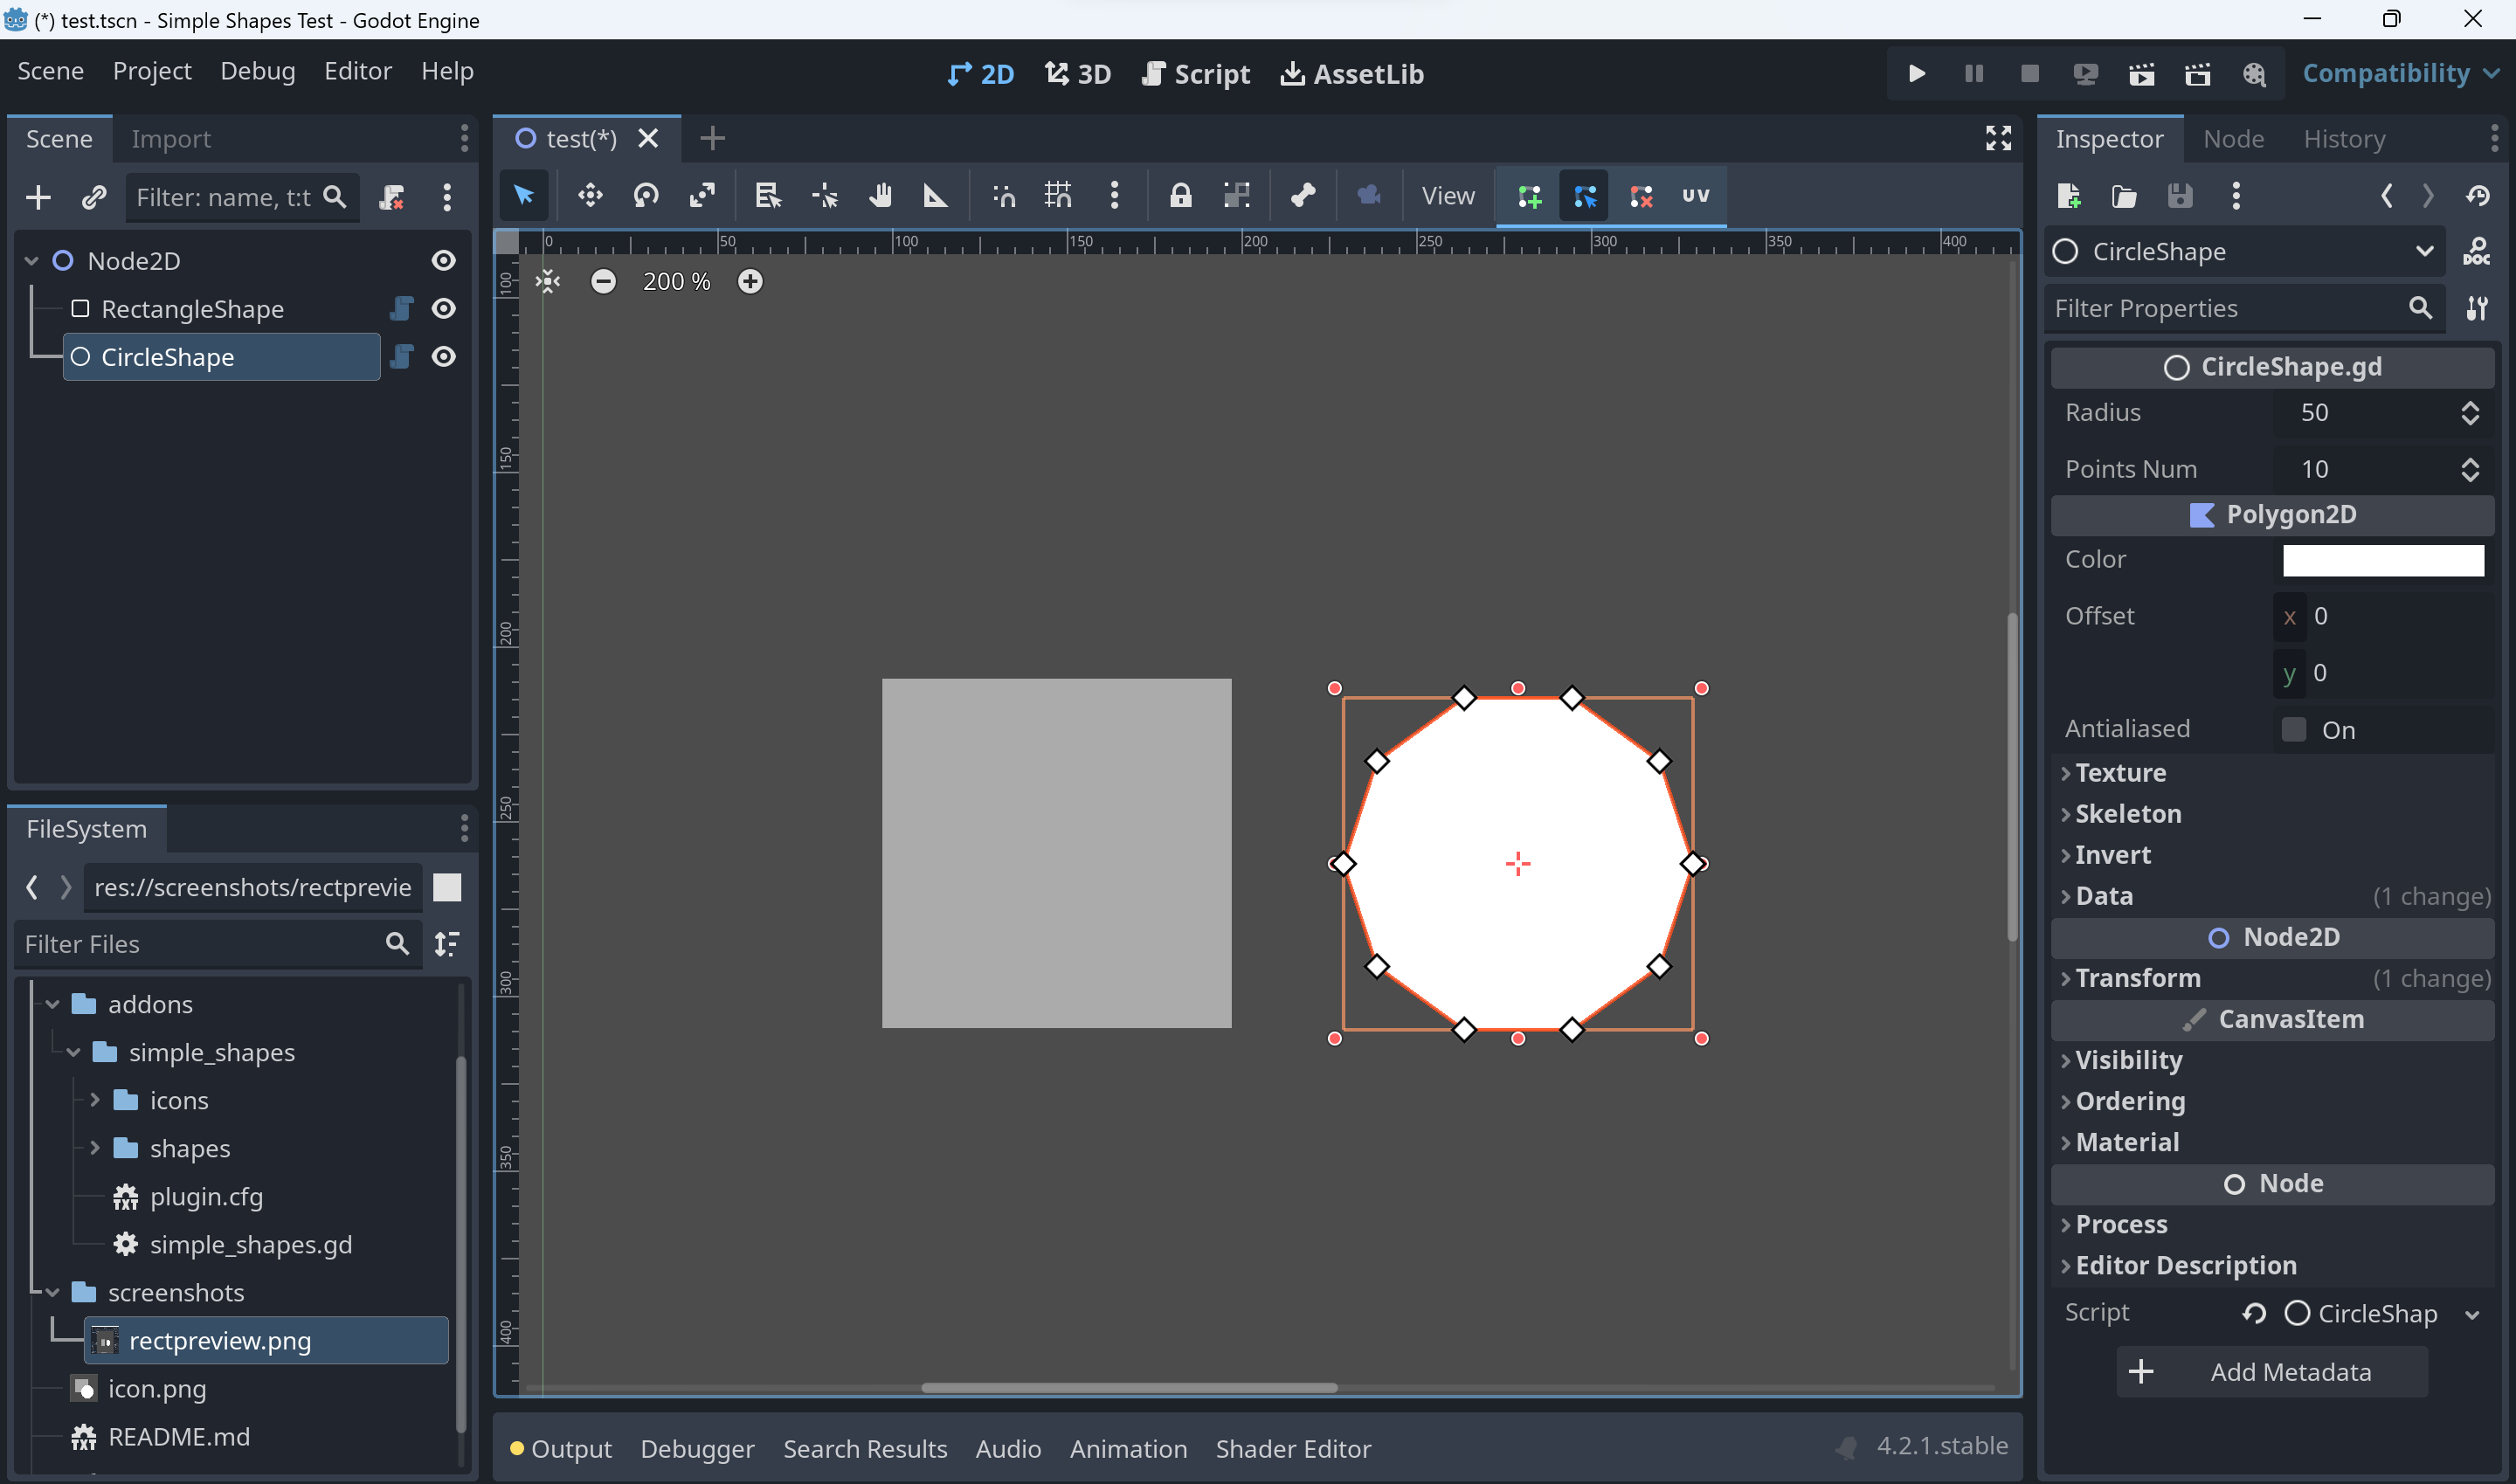 (*) test.tscn - Simple Shapes Test - Godot Engine
Scene Project Debug Editor Help
2D 3D Script AssetLib
Compatibility
Scene Import
Filter: name, t:t
Node2D
RectangleShape
CircleShape
FileSystem
res://screenshots/rectprevie
Filter Files
addons
simple_shapes
icons
shapes
plugin.cfg
simple_shapes.gd
screenshots
rectpreview.png
icon.png
README.md
test(*)
View
UV
0 50 100 150 200 250 300 350 400
200 %
100
150
200
250
300
350
400
Output Debugger Search Results Audio Animation Shader Editor
4.2.1.stable
Inspector Node History
CircleShape
DOC
Filter Properties
CircleShape.gd
Radius 50
Points Num 10
Polygon2D
Color
Offset x 0
y 0
Antialiased On
Texture
Skeleton
Invert
Data (1 change)
Node2D
Transform (1 change)
CanvasItem
Visibility
Ordering
Material
Node
Process
Editor Description
Script CircleShap
Add Metadata